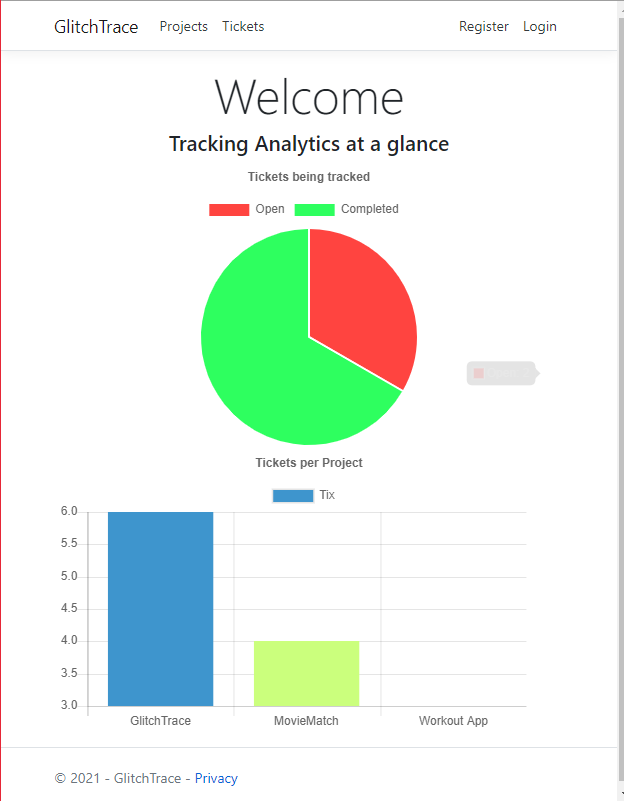 GlitchTrace Projects Tickets Register Login
Welcome
Tracking Analytics at a glance
Tickets being tracked
Open Completed
Tickets per Project
Tix
6.0
5.5
5.0
4.5
4.0
3.5
3.0
GlitchTrace MovieMatch Workout App
© 2021 - GlitchTrace - Privacy